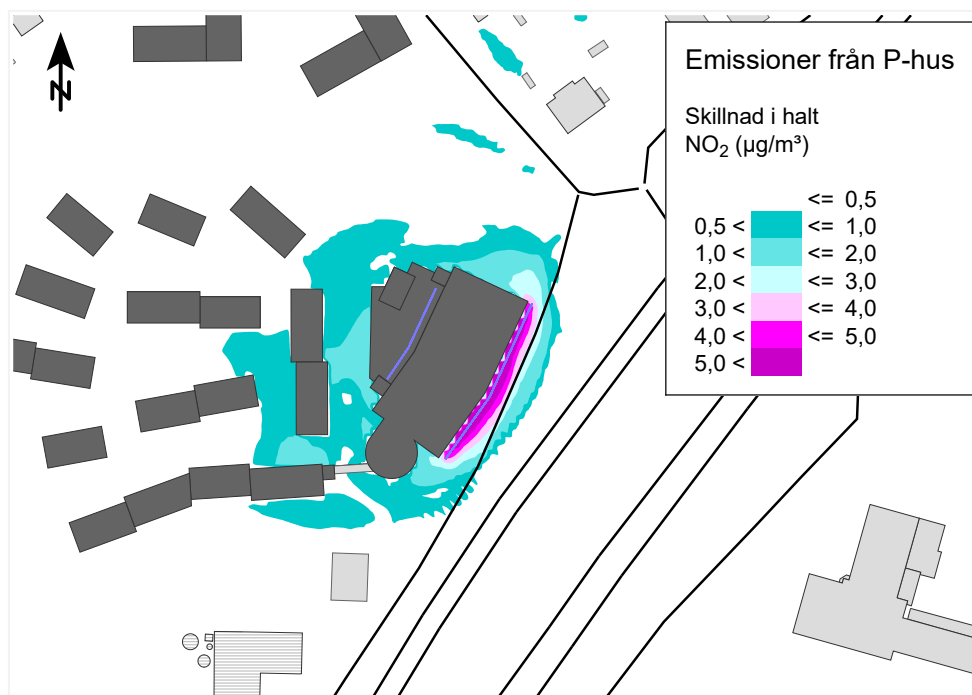 N
Emissioner från P-hus
Skillnad i halt
NO₂ (µg/m³)
<= 0,5
0,5 < <= 1,0
1,0 < <= 2,0
2,0 < <= 3,0
3,0 < <= 4,0
4,0 < <= 5,0
5,0 <